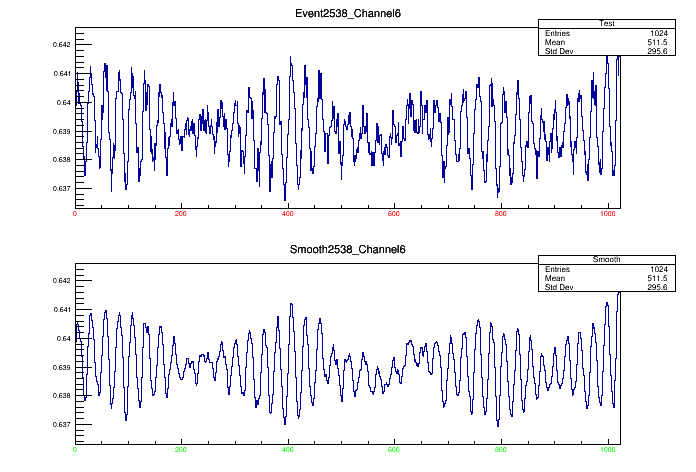 Event2538_Channel6
Test
Entries 1024
Mean 511.5
Std Dev 295.6
0.642
0.641
0.64
0.639
0.638
0.637
0 200 400 600 800 1000
Smooth2538_Channel6
Smooth
Entries 1024
Mean 511.5
Std Dev 295.6
0.642
0.641
0.64
0.639
0.638
0.637
0 200 400 600 800 1000